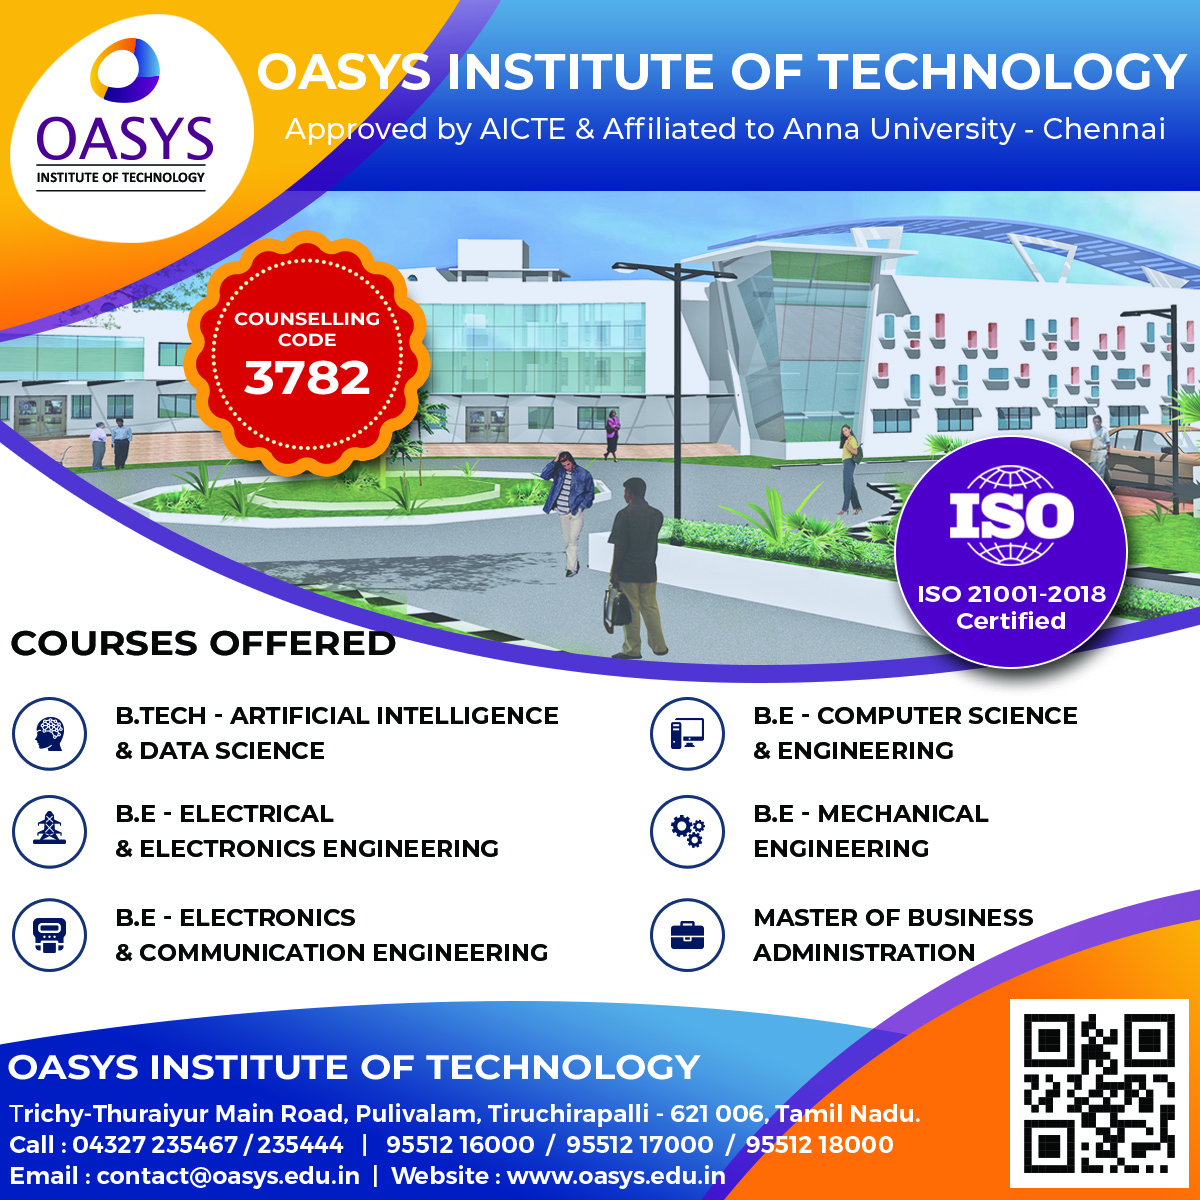 OASYS
INSTITUTE OF TECHNOLOGY
OASYS INSTITUTE OF TECHNOLOGY
Approved by AICTE & Affiliated to Anna University - Chennai
COUNSELLING
CODE
3782
ISO
ISO 21001-2018
Certified
COURSES OFFERED
B.TECH - ARTIFICIAL INTELLIGENCE
& DATA SCIENCE
B.E - COMPUTER SCIENCE
& ENGINEERING
B.E - ELECTRICAL
& ELECTRONICS ENGINEERING
B.E - MECHANICAL
ENGINEERING
B.E - ELECTRONICS
& COMMUNICATION ENGINEERING
MASTER OF BUSINESS
ADMINISTRATION
OASYS INSTITUTE OF TECHNOLOGY
Trichy-Thuraiyur Main Road, Pulivalam, Tiruchirapalli - 621 006, Tamil Nadu.
Call : 04327 235467 / 235444 | 95512 16000 / 95512 17000 / 95512 18000
Email : contact@oasys.edu.in | Website : www.oasys.edu.in